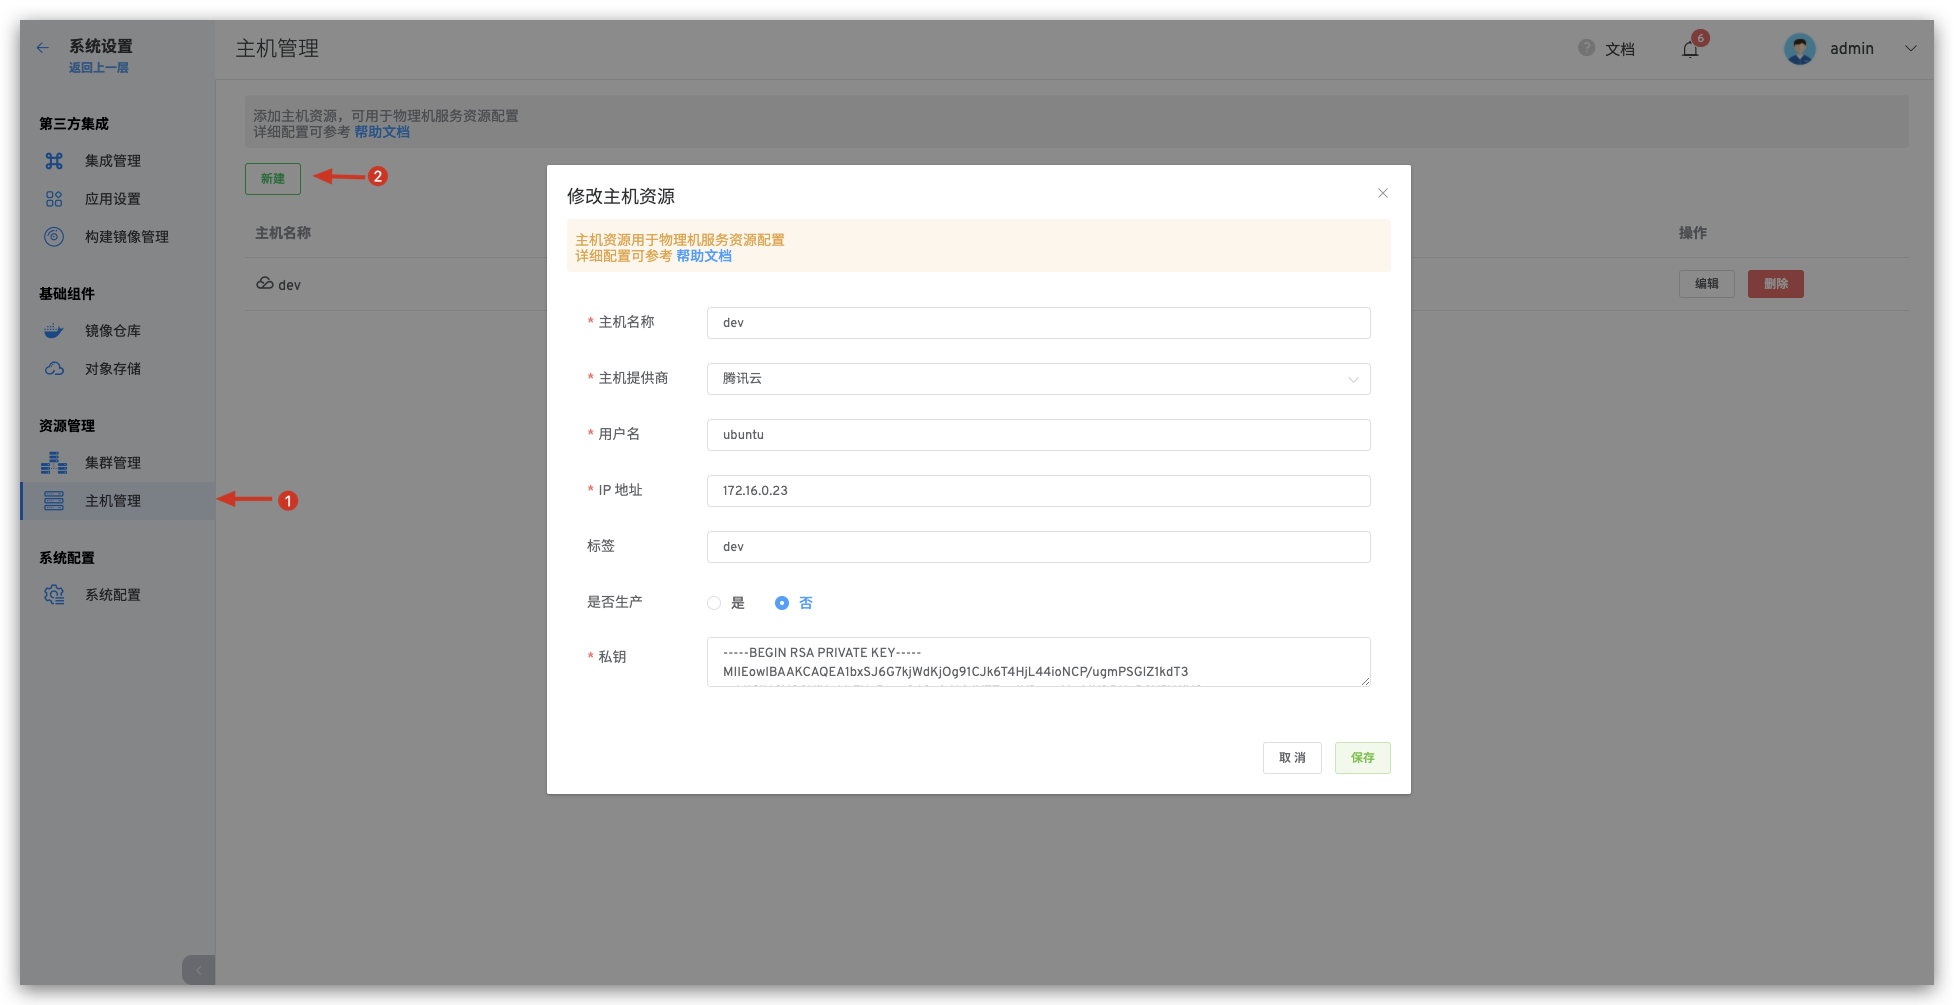 系统设置
返回上一层
主机管理
? 文档
6
admin
第三方集成
集成管理
应用设置
构建镜像管理
基础组件
镜像仓库
对象存储
资源管理
集群管理
主机管理
1
系统配置
系统配置
添加主机资源，可用于物理机服务资源配置
详细配置可参考 帮助文档
新建
2
主机名称
操作
dev
编辑
删除
修改主机资源
主机资源用于物理机服务资源配置
详细配置可参考 帮助文档
* 主机名称
dev
* 主机提供商
腾讯云
* 用户名
ubuntu
* IP 地址
172.16.0.23
标签
dev
是否生产
是
否
* 私钥
-----BEGIN RSA PRIVATE KEY-----
取 消
保存